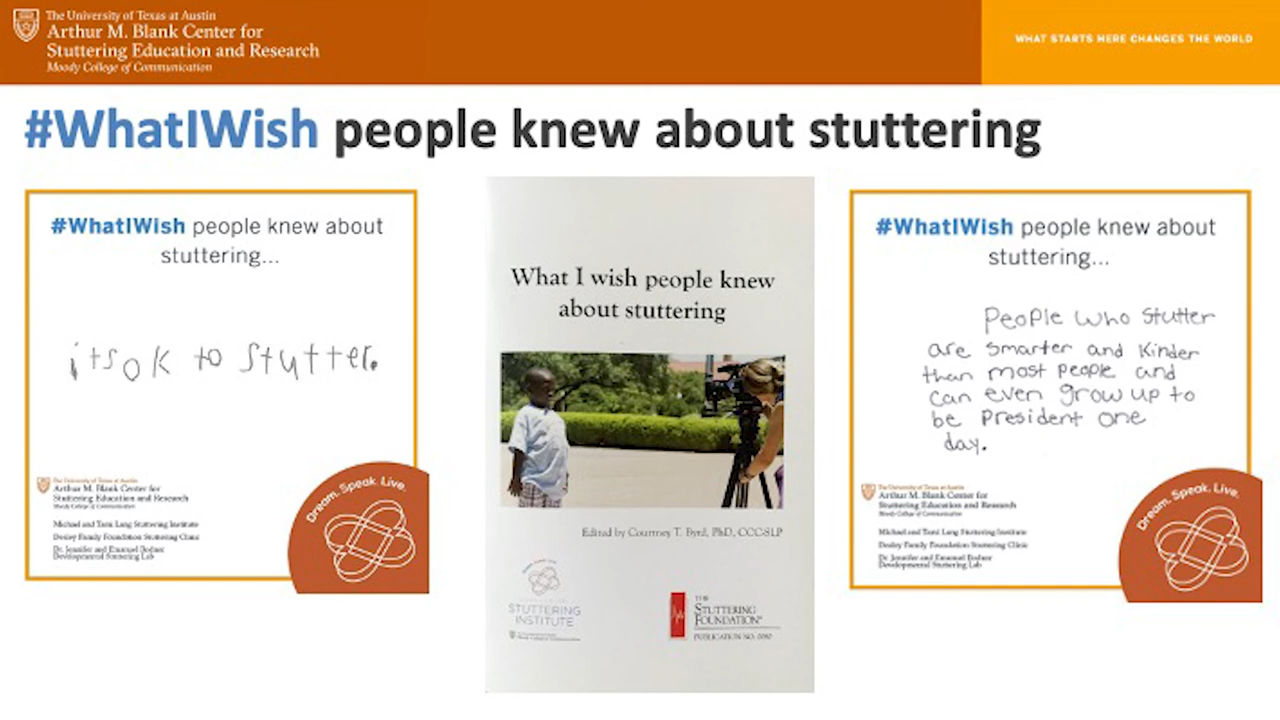 The University of Texas at Austin
Arthur M. Blank Center for
Stuttering Education and Research
Moody College of Communication
WHAT STARTS HERE CHANGES THE WORLD
#WhatIWish people knew about stuttering
#WhatIWish people knew about
stuttering...
itsok to stutter.
The University of Texas at Austin
Arthur M. Blank Center for
Stuttering Education and Research
Moody College of Communication
Michael and Tami Lang Stuttering Institute
Dealey Family Foundation Stuttering Clinic
Dr. Jennifer and Emanuel Bodner
Developmental Stuttering Lab
Dream. Speak. Live.
What I wish people knew
about stuttering
Edited by Courtney T. Byrd, PhD, CCC-SLP
STUTTERING
INSTITUTE
THE
STUTTERING
FOUNDATION
#WhatIWish people knew about
stuttering...
People who stutter
are smarter and kinder
than most people and
can even grow up to
be President one
day.
The University of Texas at Austin
Arthur M. Blank Center for
Stuttering Education and Research
Moody College of Communication
Michael and Tami Lang Stuttering Institute
Dealey Family Foundation Stuttering Clinic
Dr. Jennifer and Emanuel Bodner
Developmental Stuttering Lab
Dream. Speak. Live.